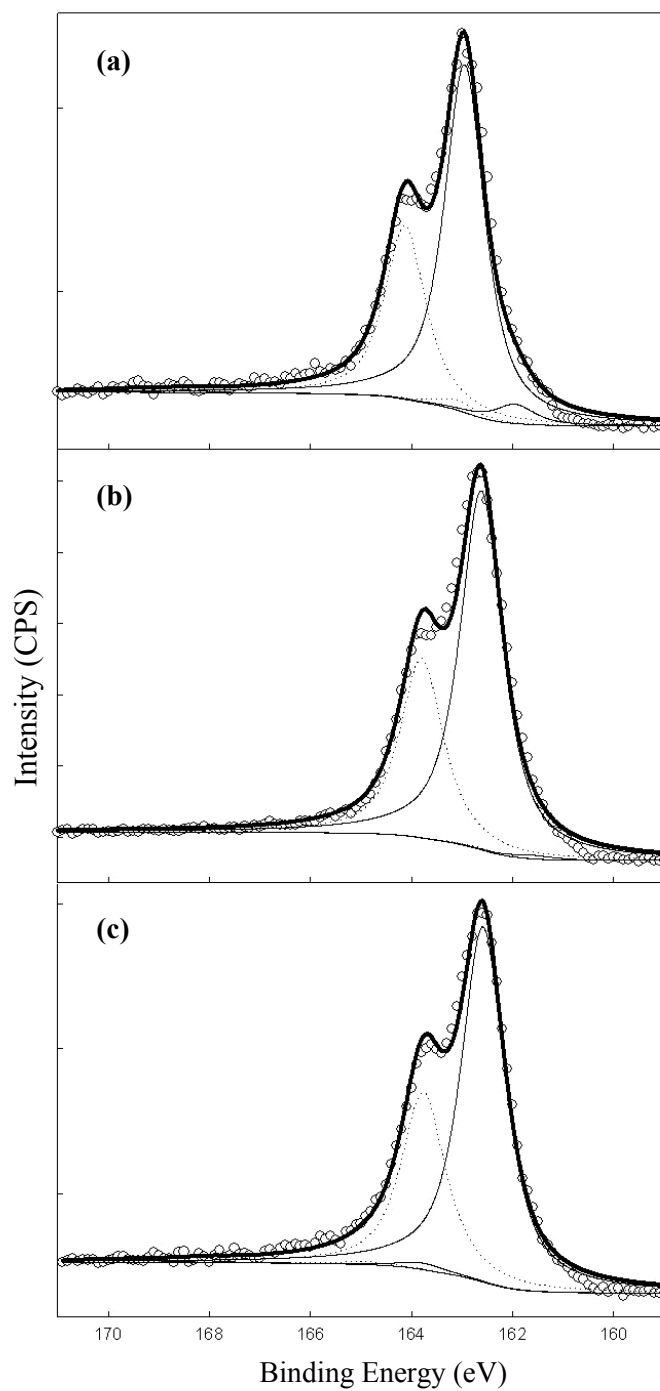 (a)
(b)
Intensity (CPS)
(c)
170 168 166 164 162 160
Binding Energy (eV)